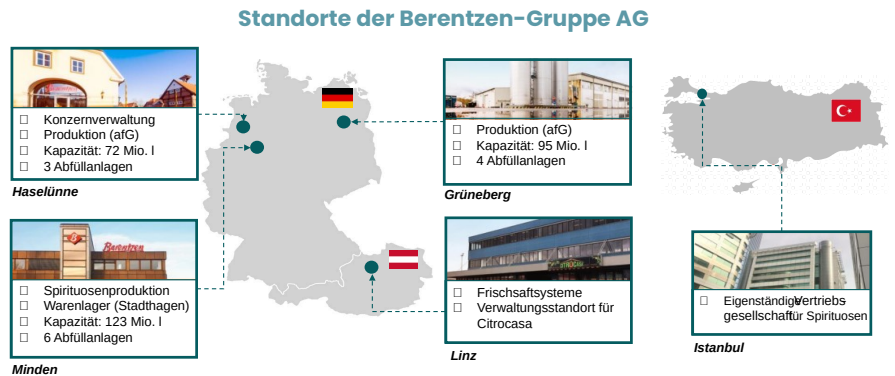 Standorte der Berentzen-Gruppe AG
Konzernverwaltung
Produktion (afG)
Kapazität: 72 Mio. l
3 Abfüllanlagen
Haselünne
Produktion (afG)
Kapazität: 95 Mio. l
4 Abfüllanlagen
Grüneberg
Berentzen
Spirituosenproduktion
Warenlager (Stadthagen)
Kapazität: 123 Mio. l
6 Abfüllanlagen
Minden
Frischsaftsysteme
Verwaltungsstandort für
Citrocasa
Linz
Eigenständige Vertriebs-
gesellschaft für Spirituosen
Istanbul